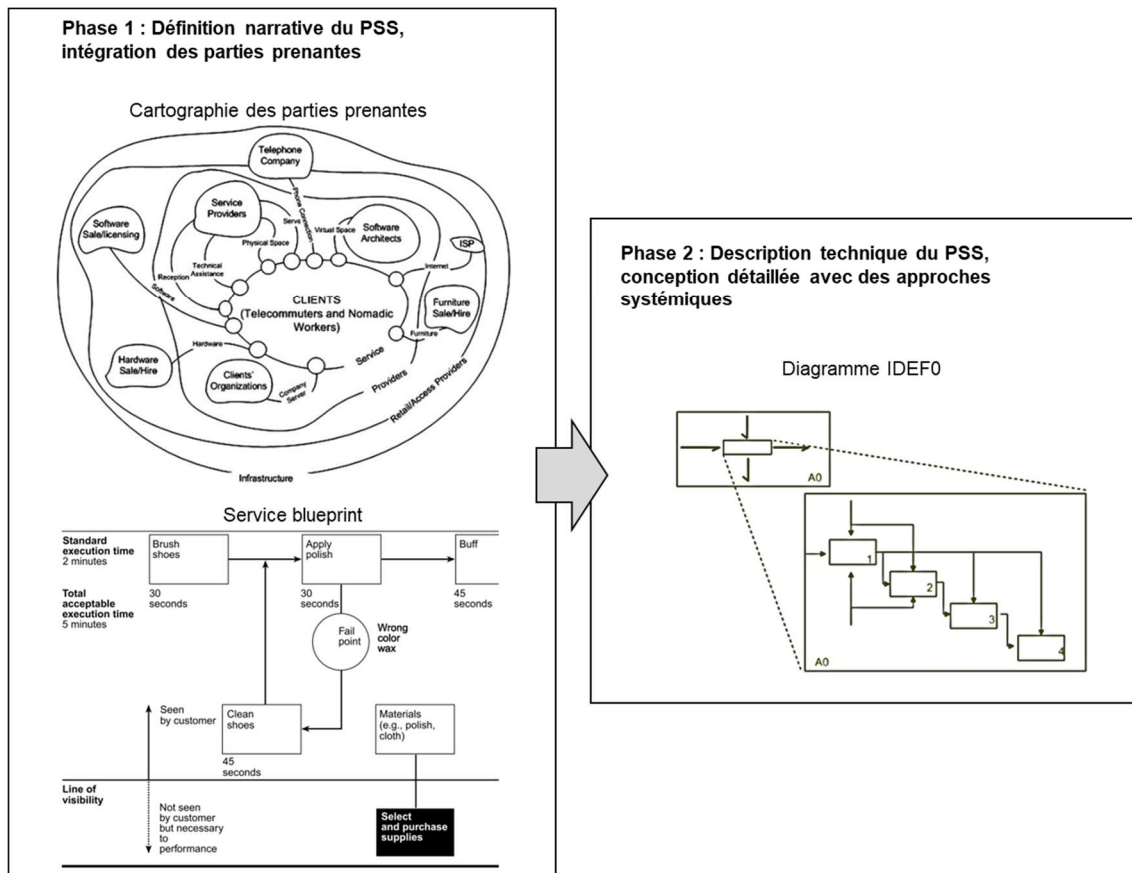 Phase 1 : Définition narrative du PSS,
intégration des parties prenantes
Cartographie des parties prenantes
Telephone
Company
Service
Providers
Phone Connection
Serve
Virtual Space
Software
Architects
Software
Sale/licensing
Physical Space
ISP
Technical
Assistance
Reception
Internet
Software
CLIENTS
(Telecommuters and Nomadic
Workers)
Furniture
Sale/Hire
Furniture
Hardware
Hardware
Sale/Hire
Service
Clients'
Organizations
Company
Server
Providers
Retail/Access Providers
Infrastructure
Service blueprint
Standard
execution time
2 minutes
Brush
shoes
Apply
polish
Buff
Total
acceptable
execution time
5 minutes
30
seconds
30
seconds
45
seconds
Fail
point
Wrong
color
wax
Seen
by customer
Clean
shoes
Materials
(e.g., polish,
cloth)
45
seconds
Line of
visibility
Not seen
by customer
but necessary
to
performance
Select
and purchase
supplies
Phase 2 : Description technique du PSS,
conception détaillée avec des approches
systémiques
Diagramme IDEF0
A0
1
2
3
4
A0